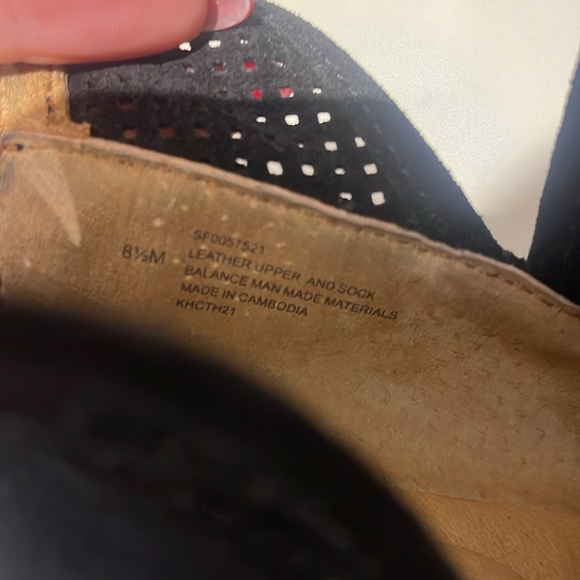 8½M
SF0057521
LEATHER UPPER AND SOCK
BALANCE MAN MADE MATERIALS
MADE IN CAMBODIA
KHCTH21